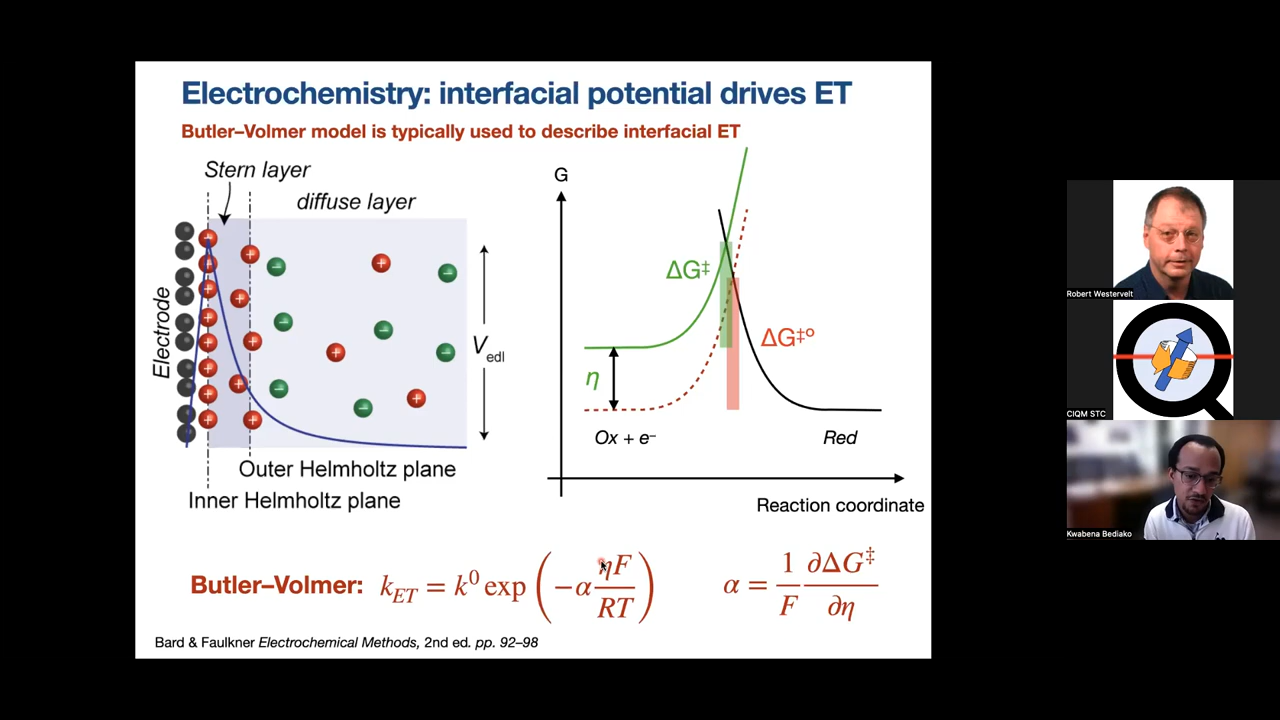 Electrochemistry: interfacial potential drives ET
Butler–Volmer model is typically used to describe interfacial ET
Stern layer
diffuse layer
Electrode
V_edl
Outer Helmholtz plane
Inner Helmholtz plane
G
ΔG‡
ΔG‡º
η
Ox + e⁻
Red
Reaction coordinate
Butler–Volmer: k_ET = k⁰ exp(−α ηF/RT)
α = 1/F ∂ΔG‡/∂η
Bard & Faulkner Electrochemical Methods, 2nd ed. pp. 92–98
Robert Westervelt
CIQM STC
Kwabena Bediako